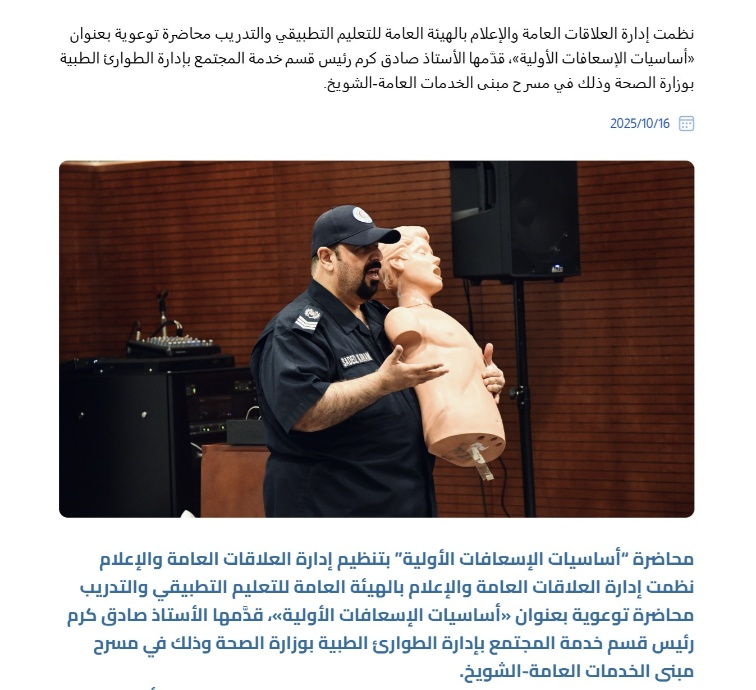 نظمت إدارة العلاقات العامة والإعلام بالهيئة العامة للتعليم التطبيقي والتدريب محاضرة توعوية بعنوان
«أساسيات الإسعافات الأولية»، قدَّمها الأستاذ صادق كرم رئيس قسم خدمة المجتمع بإدارة الطوارئ الطبية
بوزارة الصحة وذلك في مسرح مبنى الخدمات العامة-الشويخ.
2025/10/16
محاضرة “أساسيات الإسعافات الأولية” بتنظيم إدارة العلاقات العامة والإعلام
نظمت إدارة العلاقات العامة والإعلام بالهيئة العامة للتعليم التطبيقي والتدريب
محاضرة توعوية بعنوان «أساسيات الإسعافات الأولية»، قدَّمها الأستاذ صادق كرم
رئيس قسم خدمة المجتمع بإدارة الطوارئ الطبية بوزارة الصحة وذلك في مسرح
مبنى الخدمات العامة-الشويخ.